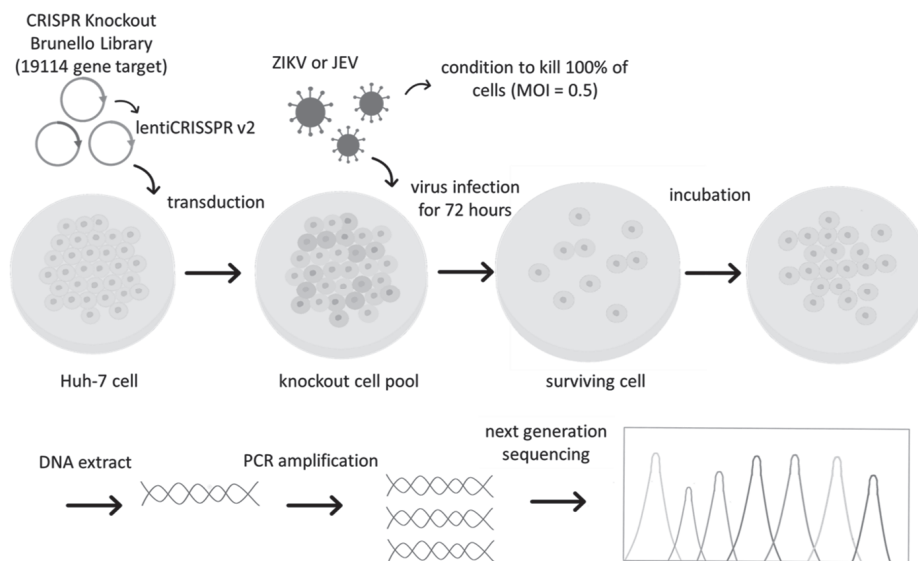 CRISPR Knockout
Brunello Library
(19114 gene target)
lentiCRISSPR v2
transduction
ZIKV or JEV
condition to kill 100% of
cells (MOI = 0.5)
virus infection
for 72 hours
incubation
Huh-7 cell
knockout cell pool
surviving cell
DNA extract
PCR amplification
next generation
sequencing